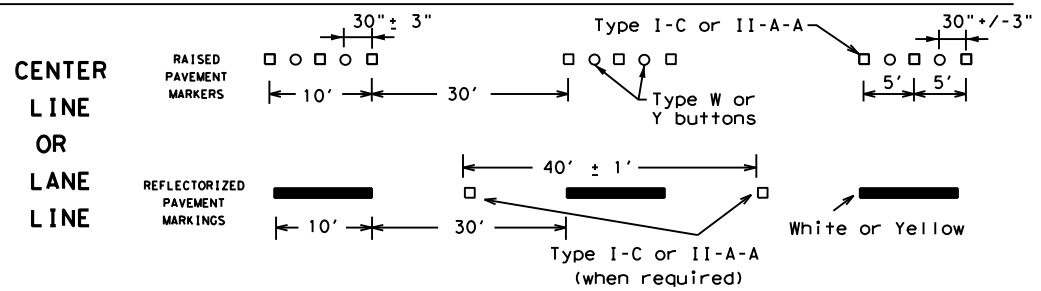 CENTER
LINE
OR
LANE
LINE
RAISED
PAVEMENT
MARKERS
30"± 3"
Type I-C or II-A-A
30"+/-3"
10'
30'
Type W or
Y buttons
5'
5'
REFLECTORIZED
PAVEMENT
MARKINGS
40' ± 1'
10'
30'
Type I-C or II-A-A
(when required)
White or Yellow